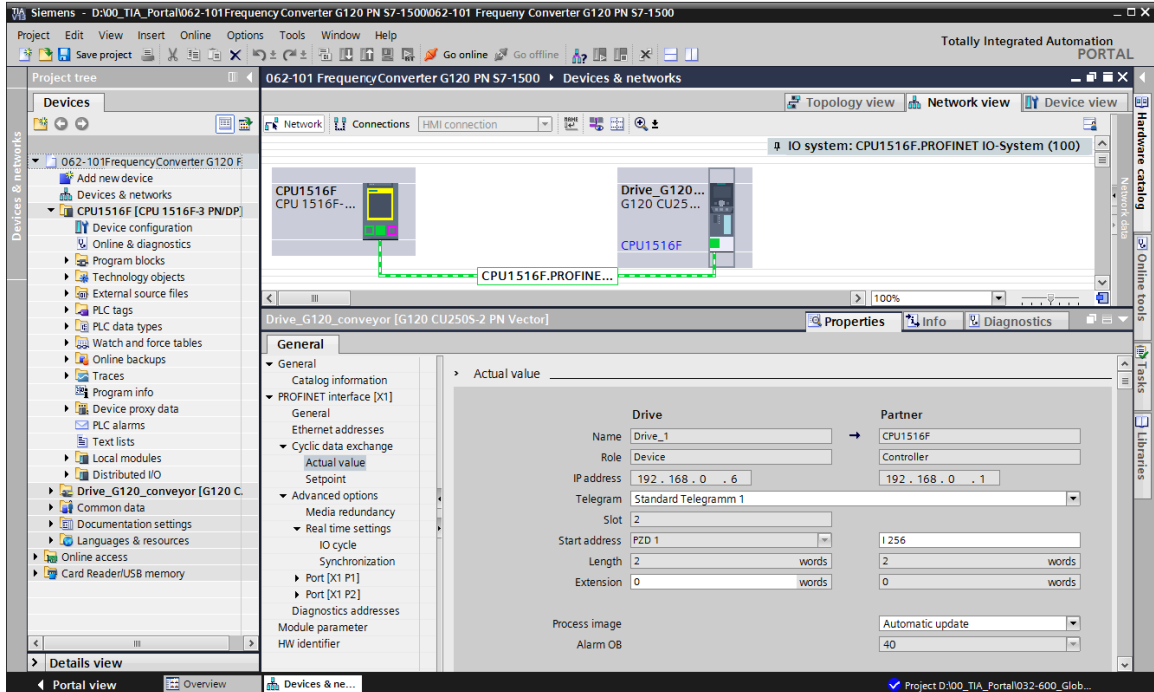 Siemens - D:\00_TIA_Portal\062-101 Frequency Converter G120 PN S7-1500\062-101 Frequeny Converter G120 PN S7-1500
Project Edit View Insert Online Options Tools Window Help
Totally Integrated Automation
PORTAL
Save project
Go online
Go offline
Project tree
062-101 FrequencyConverter G120 PN S7-1500 Devices & networks
Devices
Topology view
Network view
Device view
Network
Connections
HMI connection
IO system: CPU1516F.PROFINET IO-System (100)
062-101FrequencyConverter G120 F
Add new device
Devices & networks
CPU1516F [CPU 1516F-3 PN/DP]
Device configuration
Online & diagnostics
Program blocks
Technology objects
External source files
PLC tags
PLC data types
Watch and force tables
Online backups
Traces
Program info
Device proxy data
PLC alarms
Text lists
Local modules
Distributed I/O
Drive_G120_conveyor [G120 C.
Common data
Documentation settings
Languages & resources
Online access
Card Reader/USB memory
Details view
CPU1516F
CPU 1516F-...
Drive_G120...
G120 CU25...
CPU1516F
CPU1516F.PROFINE...
100%
Drive_G120_conveyor [G120 CU250S-2 PN Vector]
Properties
Info
Diagnostics
General
General
Catalog information
PROFINET interface [X1]
General
Ethernet addresses
Cyclic data exchange
Actual value
Setpoint
Advanced options
Media redundancy
Real time settings
IO cycle
Synchronization
Port [X1 P1]
Port [X1 P2]
Diagnostics addresses
Module parameter
HW identifier
Actual value
Drive Partner
Name Drive_1 CPU1516F
Role Device Controller
IP address 192 . 168 . 0 . 6 192 . 168 . 0 . 1
Telegram Standard Telegramm 1
Slot 2
Start address PZD 1 I 256
Length 2 words 2 words
Extension 0 words 0 words
Process image Automatic update
Alarm OB 40
Devices & networks
Network data
Hardware catalog
Online tools
Tasks
Libraries
Portal view
Overview
Devices & ne...
Project D:\00_TIA_Portal\032-600_Glob...